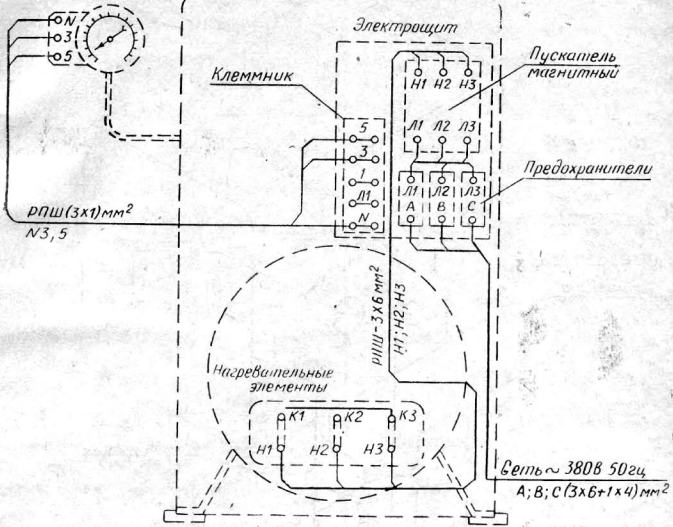 Электрощит
N
3
5
Пускатель
магнитный
Клеммник
Н1 Н2 Н3
5
3
1
Л1
N
Л1 Л2 Л3
Предохранители
Л1 Л2 Л3
А В С
РПШ(3х1)мм²
N3,5
РПШ-3х6мм²
Н1; Н2; Н3
Нагревательные
элементы
К1 К2 К3
Н1 Н2 Н3
Сеть~ 380В 50гц
А; В; С(3х6+1х4)мм²